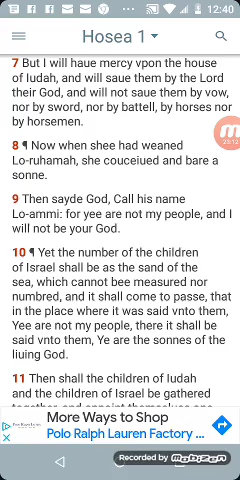 12:40
Hosea 1
7 But I will haue mercy vpon the house
of Iudah, and will saue them by the Lord
their God, and will not saue them by vow,
nor by sword, nor by battell, by horses nor
by horsemen.
8 ¶ Now when shee had weaned
Lo-ruhamah, she couceiued and bare a
sonne.
9 Then sayde God, Call his name
Lo-ammi: for yee are not my people, and I
will not be your God.
10 ¶ Yet the number of the children
of Israel shall be as the sand of the
sea, which cannot bee measured nor
numbred, and it shall come to passe, that
in the place where it was said vnto them,
Yee are not my people, there it shall be
said vnto them, Ye are the sonnes of the
liuing God.
11 Then shall the children of Iudah
and the children of Israel be gathered
together, and appoint themselues one
More Ways to Shop
Polo Ralph Lauren Factory ...
Recorded by mobizen